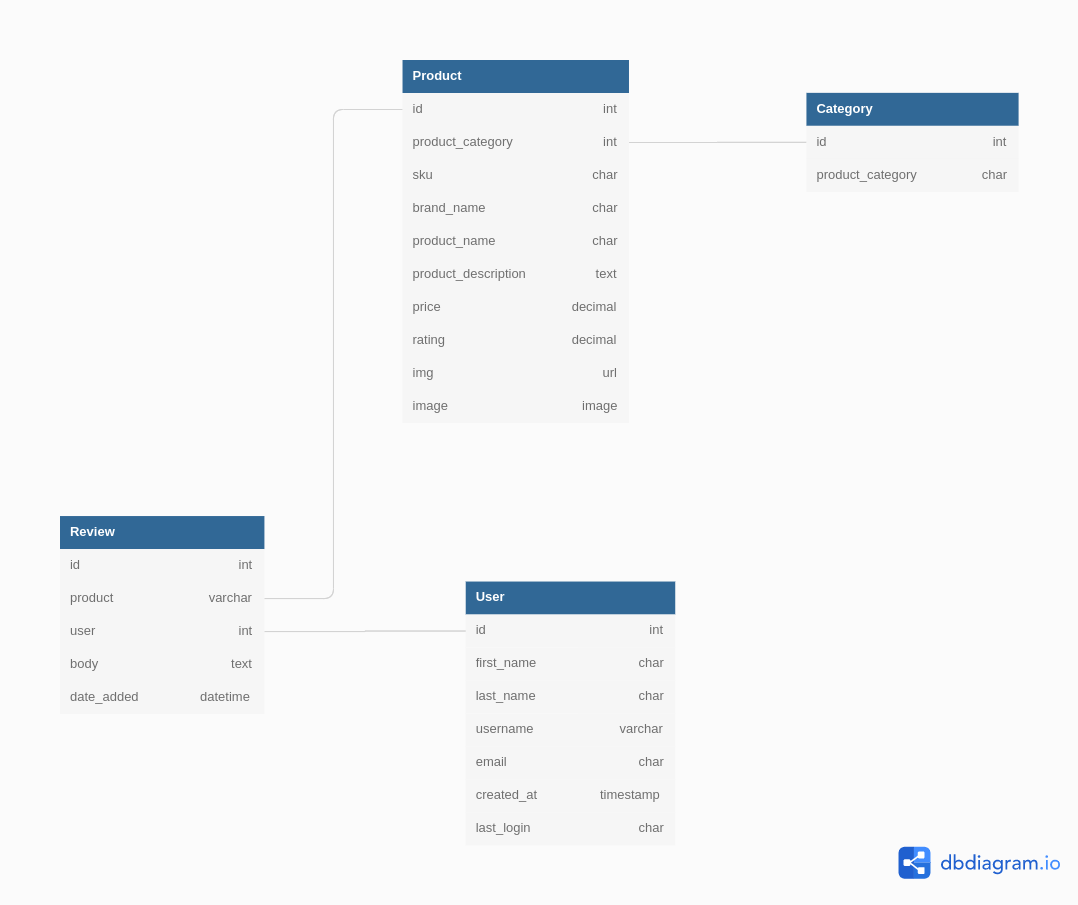 Product
id int
product_category int
sku char
brand_name char
product_name char
product_description text
price decimal
rating decimal
img url
image image
Category
id int
product_category char
Review
id int
product varchar
user int
body text
date_added datetime
User
id int
first_name char
last_name char
username varchar
email char
created_at timestamp
last_login char
dbdiagram.io